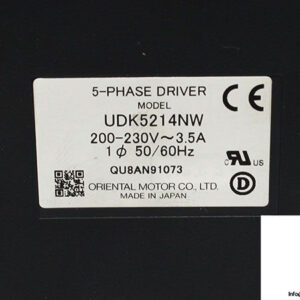 5-PHASE DRIVER
MODEL
UDK5214NW
200-230V~3.5A
1ϕ 50/60Hz
QU8AN91073
ORIENTAL MOTOR CO., LTD.
MADE IN JAPAN
CE
c UL us
D